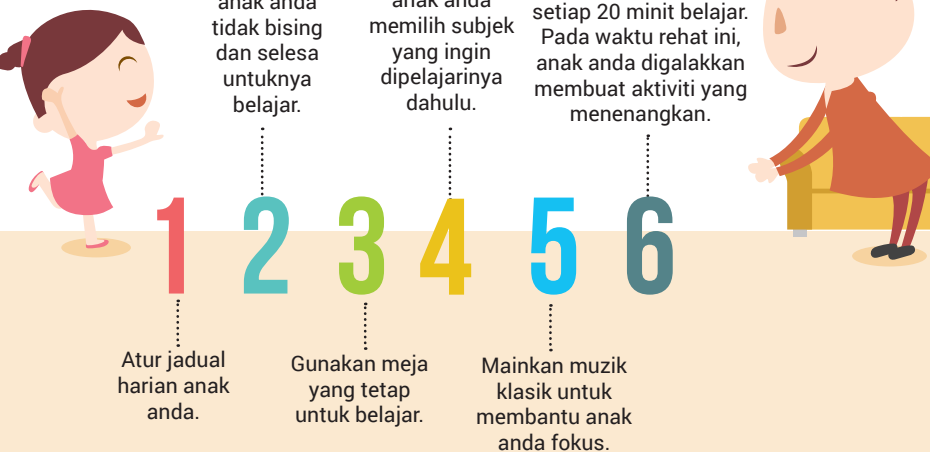 anak anda
tidak bising
dan selesa
untuknya
belajar.
anak anda
memilih subjek
yang ingin
dipelajarinya
dahulu.
setiap 20 minit belajar.
Pada waktu rehat ini,
anak anda digalakkan
membuat aktiviti yang
menenangkan.
1 2 3 4 5 6
Atur jadual
harian anak
anda.
Gunakan meja
yang tetap
untuk belajar.
Mainkan muzik
klasik untuk
membantu anak
anda fokus.